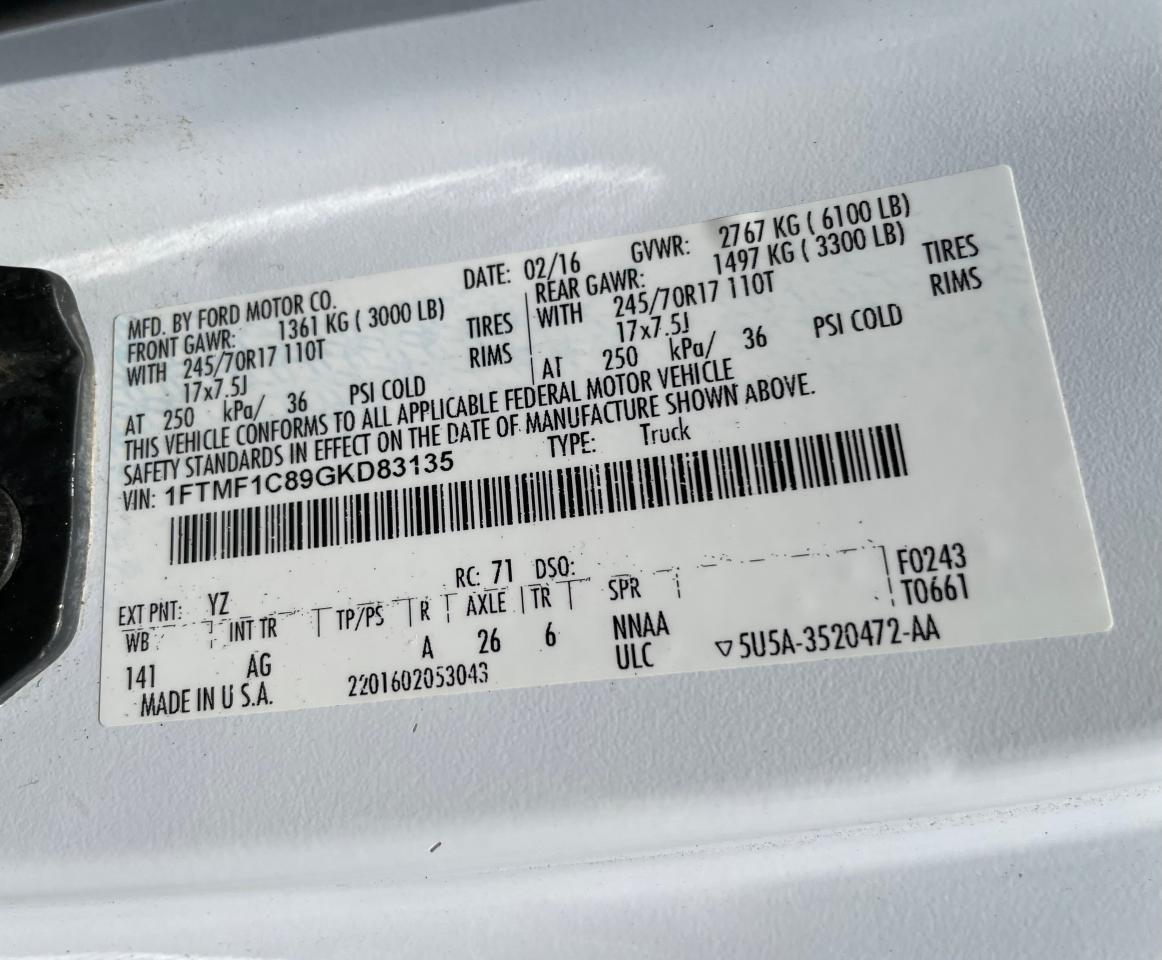 MFD. BY FORD MOTOR CO.
DATE: 02/16
GVWR: 2767 KG ( 6100 LB)
FRONT GAWR: 1361 KG ( 3000 LB)
WITH 245/70R17 110T TIRES
17x7.5J RIMS
AT 250 kPa/ 36 PSI COLD
REAR GAWR: 1497 KG ( 3300 LB)
WITH 245/70R17 110T TIRES
17x7.5J RIMS
AT 250 kPa/ 36 PSI COLD
THIS VEHICLE CONFORMS TO ALL APPLICABLE FEDERAL MOTOR VEHICLE
SAFETY STANDARDS IN EFFECT ON THE DATE OF MANUFACTURE SHOWN ABOVE.
VIN: 1FTMF1C89GKD83135 TYPE: Truck
EXT PNT: YZ RC: 71 DSO: F0243
WB INT TR TP/PS R AXLE TR SPR T0661
141 AG A 26 6 NNAA
ULC ▽5U5A-3520472-AA
MADE IN U S.A. 2201602053043